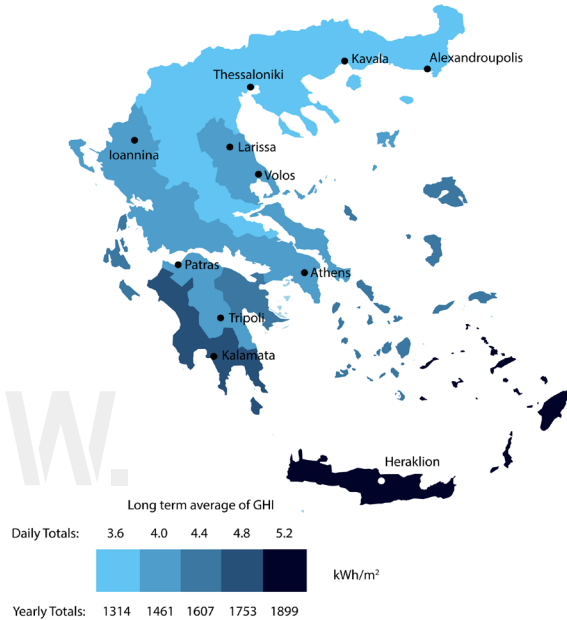 Kavala
Alexandroupolis
Thessaloniki
Ioannina
Larissa
Volos
Patras
Athens
Tripoli
Kalamata
W.
Heraklion
Long term average of GHI
Daily Totals: 3.6 4.0 4.4 4.8 5.2
kWh/m²
Yearly Totals: 1314 1461 1607 1753 1899